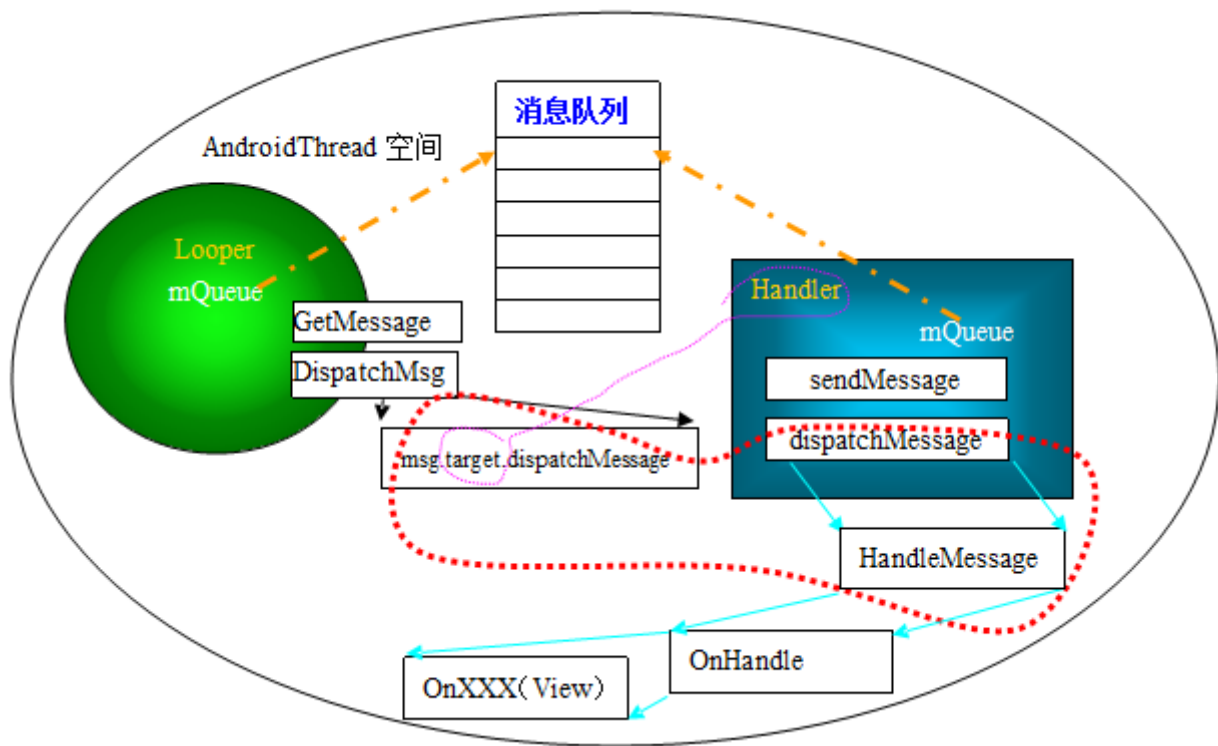 消息队列
AndroidThread 空间
Looper
mQueue
GetMessage
DispatchMsg
Handler
mQueue
sendMessage
dispatchMessage
msg.target.dispatchMessage
HandleMessage
OnHandle
OnXXX（View）